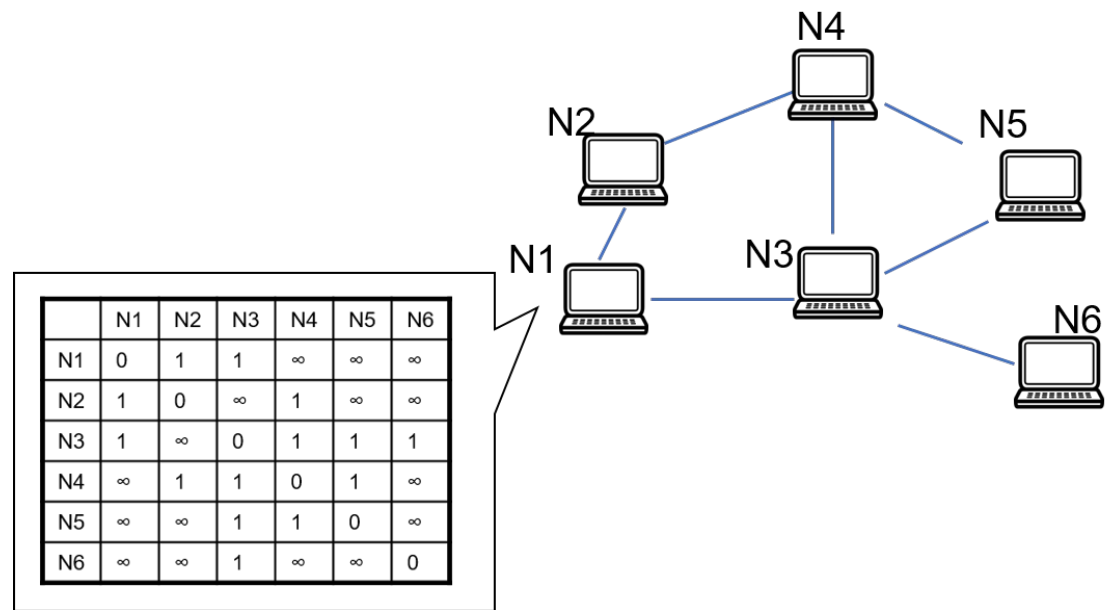 N4
N2
N5
N1
N3
N6
N1 N2 N3 N4 N5 N6
N1 0 1 1 ∞ ∞ ∞
N2 1 0 ∞ 1 ∞ ∞
N3 1 ∞ 0 1 1 1
N4 ∞ 1 1 0 1 ∞
N5 ∞ ∞ 1 1 0 ∞
N6 ∞ ∞ 1 ∞ ∞ 0